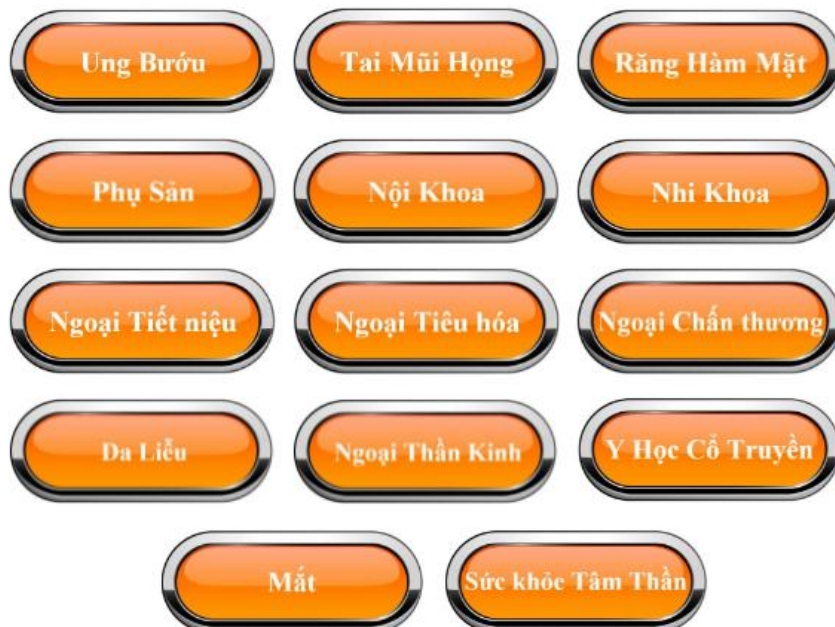 Ung Bướu
Tai Mũi Họng
Răng Hàm Mặt
Phụ Sản
Nội Khoa
Nhi Khoa
Ngoại Tiết niệu
Ngoại Tiêu hóa
Ngoại Chấn thương
Da Liễu
Ngoại Thần Kinh
Y Học Cổ Truyền
Mắt
Sức khỏe Tâm Thần